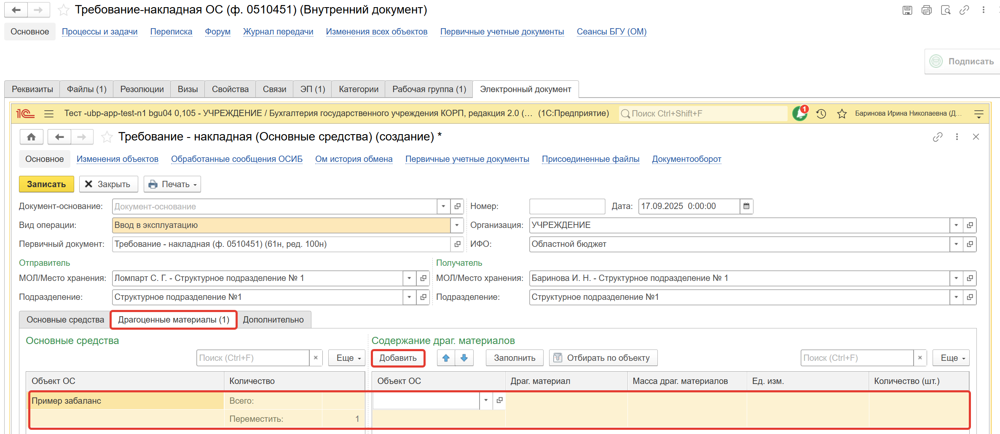 Требование-накладная ОС (ф. 0510451) (Внутренний документ)
Основное Процессы и задачи Переписка Форум Журнал передачи Изменения всех объектов Первичные учетные документы Сеансы БГУ (ОМ)
Подписать
Реквизиты Файлы (1) Резолюции Визы Свойства Связи ЭП (1) Категории Рабочая группа (1) Электронный документ
1С Тест -ubp-app-test-n1 bgu04 0,105 - УЧРЕЖДЕНИЕ / Бухгалтерия государственного учреждения КОРП, редакция 2.0 (... (1С:Предприятие) Поиск Ctrl+Shift+F 1 Баринова Ирина Николаевна (Д...
Требование - накладная (Основные средства) (создание) *
Основное Изменения объектов Обработанные сообщения ОСИБ Ом история обмена Первичные учетные документы Присоединенные файлы Документооборот
Записать Закрыть Печать
Документ-основание: Документ-основание Номер: Дата: 17.09.2025 0:00:00
Вид операции: Ввод в эксплуатацию Организация: УЧРЕЖДЕНИЕ
Первичный документ: Требование - накладная (ф. 0510451) (61н, ред. 100н) ИФО: Областной бюджет
Отправитель Получатель
МОЛ/Место хранения: Ломпарт С. Г. - Структурное подразделение № 1 МОЛ/Место хранения: Баринова И. Н. - Структурное подразделение № 1
Подразделение: Структурное подразделение №1 Подразделение: Структурное подразделение №1
Основные средства Драгоценные материалы (1) Дополнительно
Основные средства Содержание драг. материалов
Поиск (Ctrl+F) × Еще Добавить Заполнить Отбирать по объекту Поиск (Ctrl+F) × Еще
Объект ОС Количество Объект ОС Драг. материал Масса драг. материалов Ед. изм. Количество (шт.)
Пример забаланс Всего:
Переместить: 1